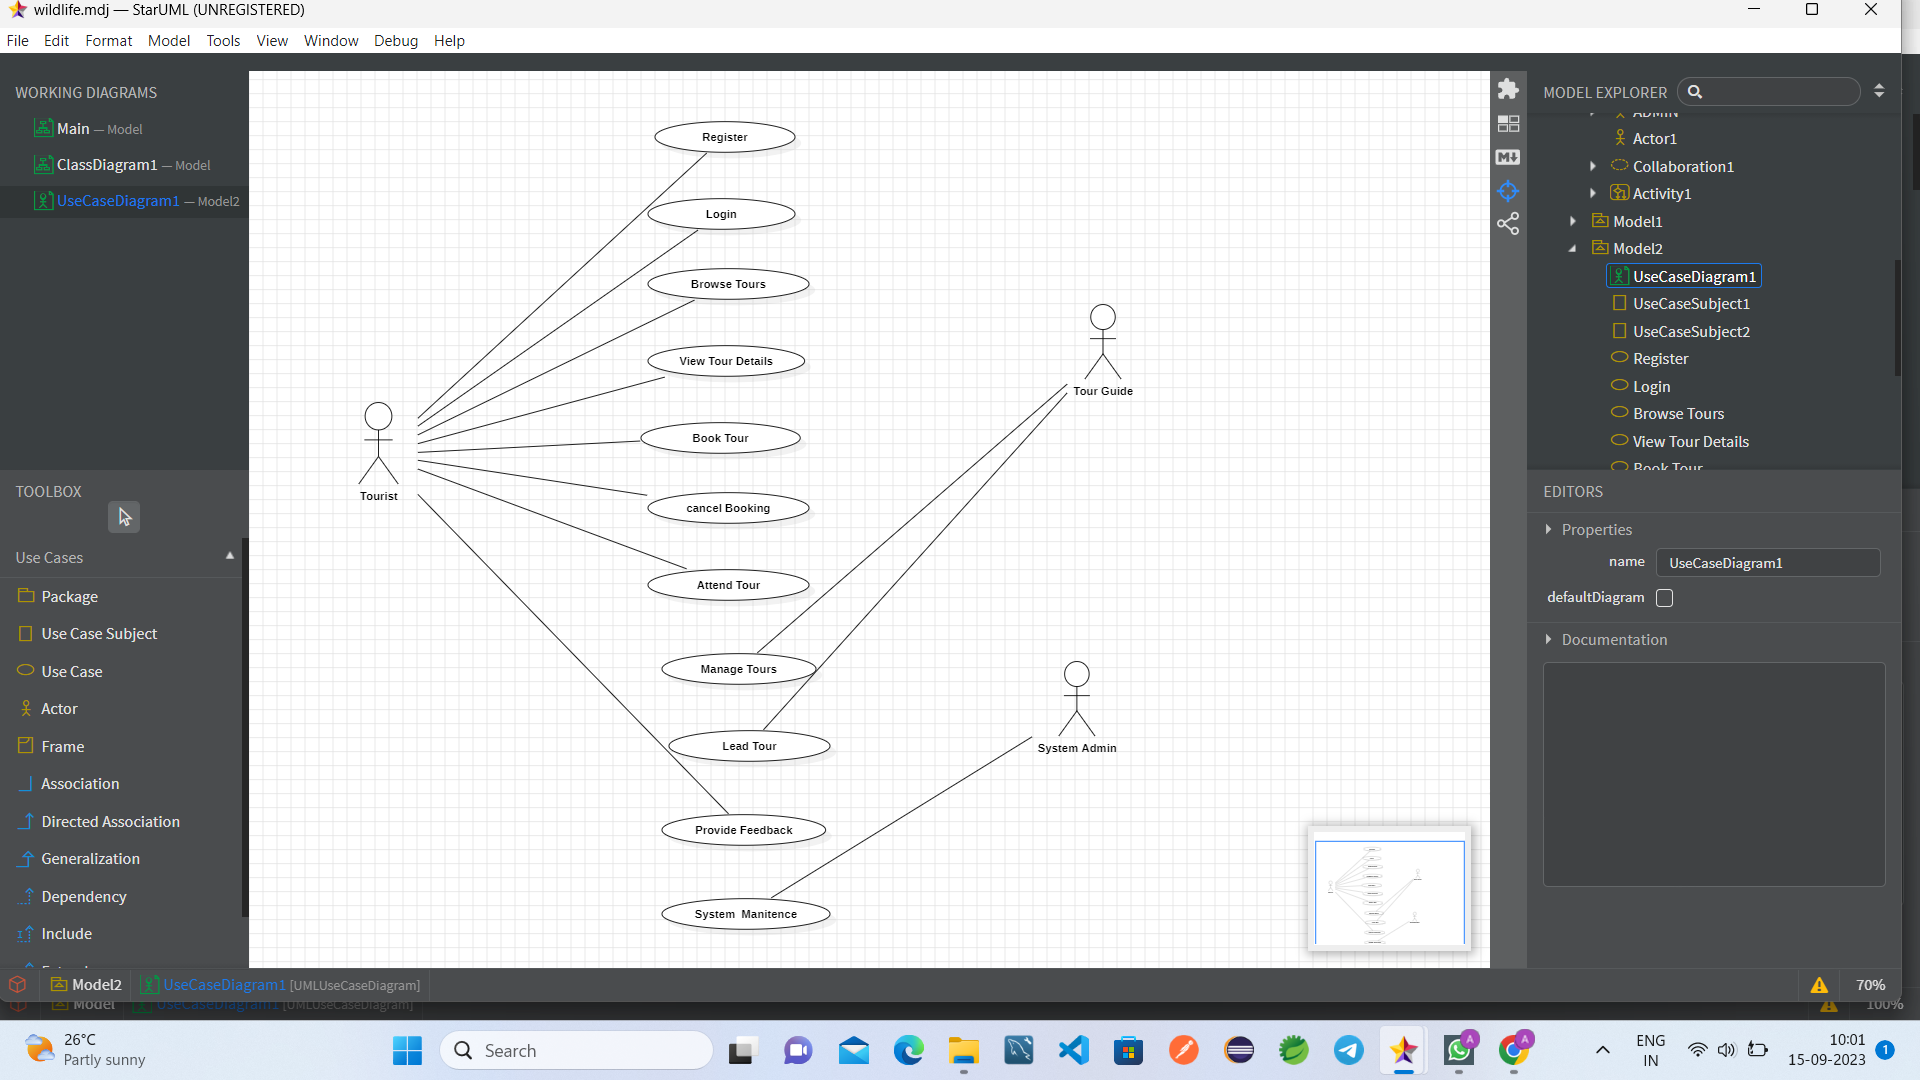 wildlife.mdj — StarUML (UNREGISTERED)
File Edit Format Model Tools View Window Debug Help
WORKING DIAGRAMS
Main — Model
ClassDiagram1 — Model
UseCaseDiagram1 — Model2
TOOLBOX
Use Cases
Package
Use Case Subject
Use Case
Actor
Frame
Association
Directed Association
Generalization
Dependency
Include
Register
Login
Browse Tours
View Tour Details
Book Tour
cancel Booking
Attend Tour
Manage Tours
Lead Tour
Provide Feedback
System Manitence
Tourist
Tour Guide
System Admin
MODEL EXPLORER
ADMIN
Actor1
Collaboration1
Activity1
Model1
Model2
UseCaseDiagram1
UseCaseSubject1
UseCaseSubject2
Register
Login
Browse Tours
View Tour Details
Book Tour
EDITORS
Properties
name UseCaseDiagram1
defaultDiagram
Documentation
Model2 UseCaseDiagram1 [UMLUseCaseDiagram] 70%
Model UseCaseDiagram1 [UMLUseCaseDiagram] 100%
26°C
Partly sunny
Search
ENG
IN
10:01
15-09-2023
1